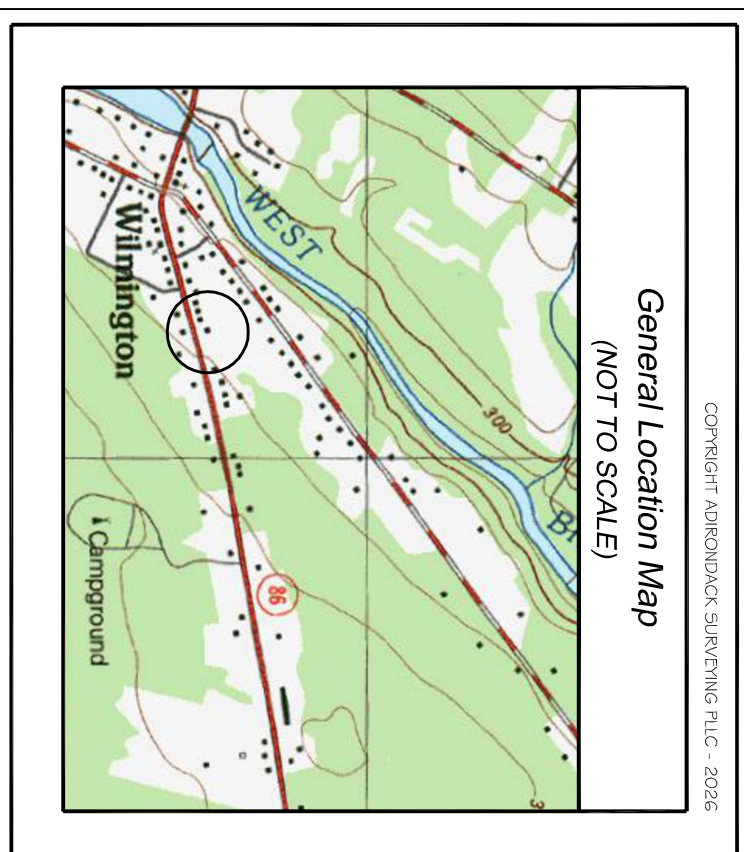 COPYRIGHT ADIRONDACK SURVEYING PLLC - 2026
General Location Map
(NOT TO SCALE)
WEST
300
Wilmington
86
Campground